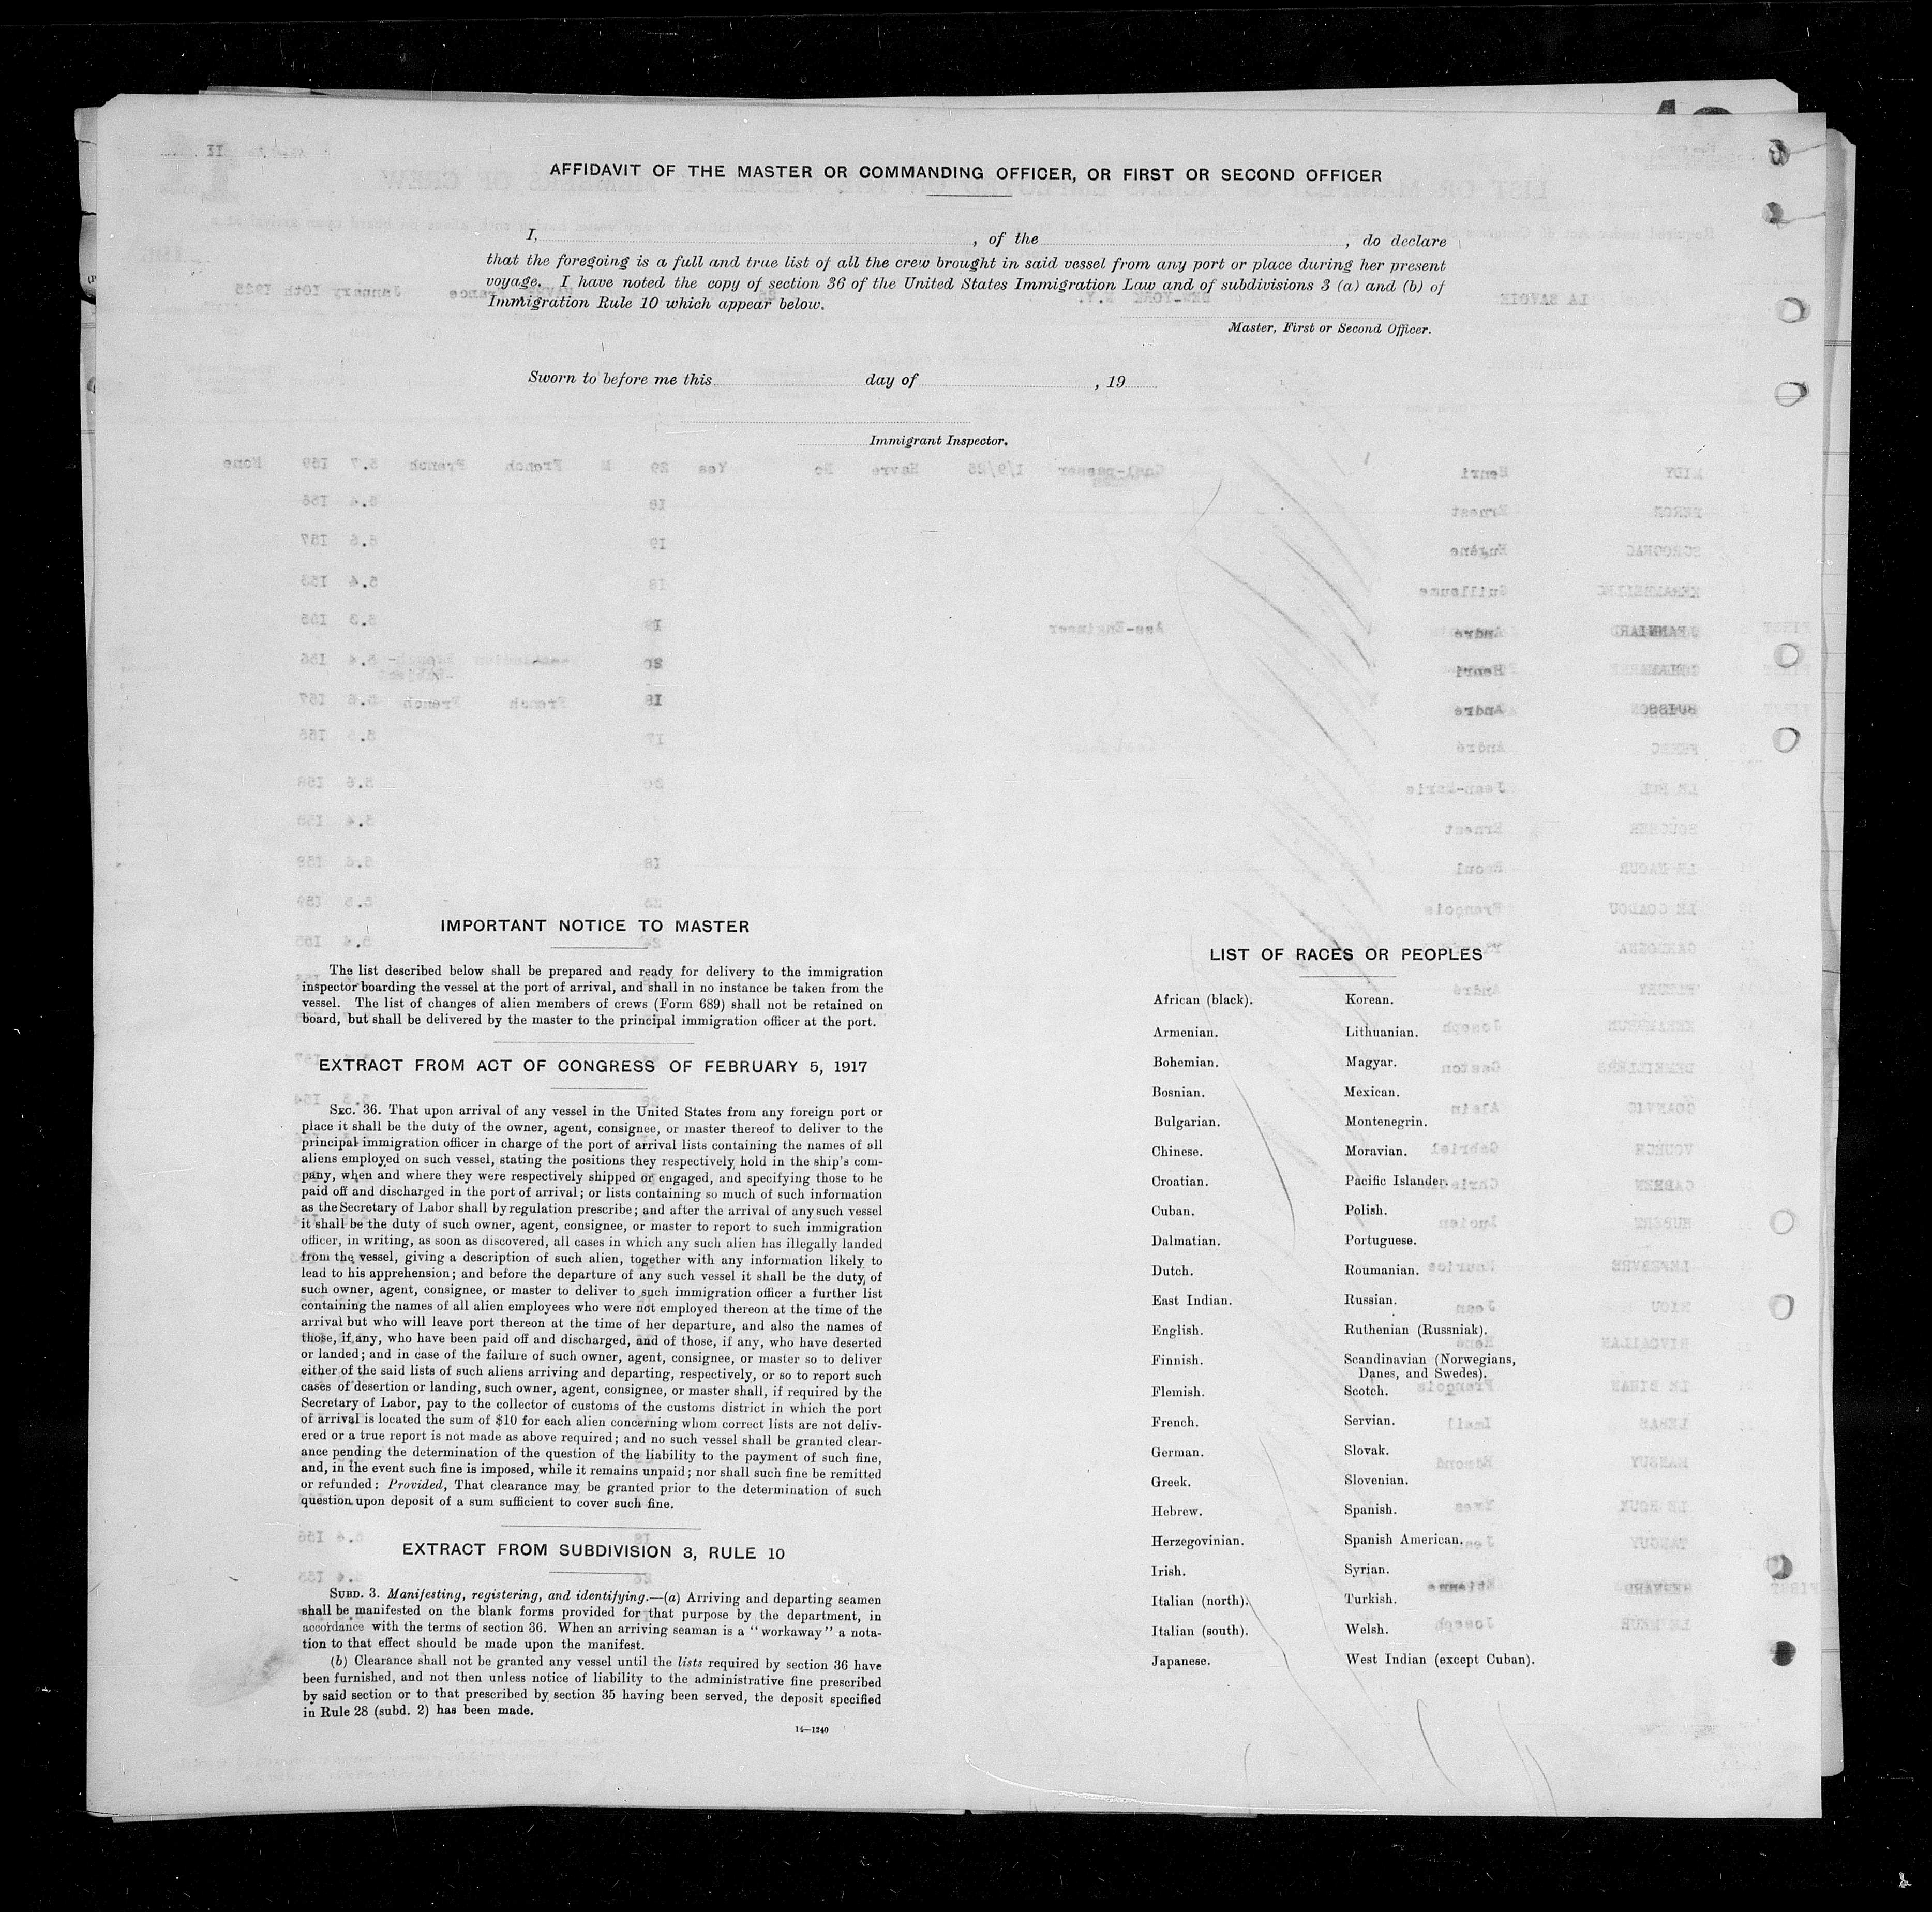 AFFIDAVIT OF THE MASTER OR COMMANDING OFFICER, OR FIRST OR SECOND OFFICER
I, , of the , do declare
that the foregoing is a full and true list of all the crew brought in said vessel from any port or place during her present
voyage. I have noted the copy of section 36 of the United States Immigration Law and of subdivisions 3 (a) and (b) of
Immigration Rule 10 which appear below.
Master, First or Second Officer.
Sworn to before me this day of , 19
Immigrant Inspector.
IMPORTANT NOTICE TO MASTER
The list described below shall be prepared and ready for delivery to the immigration
inspector boarding the vessel at the port of arrival, and shall in no instance be taken from the
vessel. The list of changes of alien members of crews (Form 689) shall not be retained on
board, but shall be delivered by the master to the principal immigration officer at the port.
EXTRACT FROM ACT OF CONGRESS OF FEBRUARY 5, 1917
SEC. 36. That upon arrival of any vessel in the United States from any foreign port or
place it shall be the duty of the owner, agent, consignee, or master thereof to deliver to the
principal immigration officer in charge of the port of arrival lists containing the names of all
aliens employed on such vessel, stating the positions they respectively hold in the ship's com-
pany, when and where they were respectively shipped or engaged, and specifying those to be
paid off and discharged in the port of arrival; or lists containing so much of such information
as the Secretary of Labor shall by regulation prescribe; and after the arrival of any such vessel
it shall be the duty of such owner, agent, consignee, or master to report to such immigration
officer, in writing, as soon as discovered, all cases in which any such alien has illegally landed
from the vessel, giving a description of such alien, together with any information likely to
lead to his apprehension; and before the departure of any such vessel it shall be the duty of
such owner, agent, consignee, or master to deliver to such immigration officer a further list
containing the names of all alien employees who were not employed thereon at the time of the
arrival but who will leave port thereon at the time of her departure, and also the names of
those, if any, who have been paid off and discharged, and of those, if any, who have deserted
or landed; and in case of the failure of such owner, agent, consignee, or master so to deliver
either of the said lists of such aliens arriving and departing, respectively, or so to report such
cases of desertion or landing, such owner, agent, consignee, or master shall, if required by the
Secretary of Labor, pay to the collector of customs of the customs district in which the port
of arrival is located the sum of $10 for each alien concerning whom correct lists are not deliv-
ered or a true report is not made as above required; and no such vessel shall be granted clear-
ance pending the determination of the question of the liability to the payment of such fine,
and, in the event such fine is imposed, while it remains unpaid; nor shall such fine be remitted
or refunded: Provided, That clearance may be granted prior to the determination of such
question upon deposit of a sum sufficient to cover such fine.
EXTRACT FROM SUBDIVISION 3, RULE 10
SUBD. 3. Manifesting, registering, and identifying.—(a) Arriving and departing seamen
shall be manifested on the blank forms provided for that purpose by the department, in
accordance with the terms of section 36. When an arriving seaman is a "workaway" a nota-
tion to that effect should be made upon the manifest.
(b) Clearance shall not be granted any vessel until the lists required by section 36 have
been furnished, and not then unless notice of liability to the administrative fine prescribed
by said section or to that prescribed by section 35 having been served, the deposit specified
in Rule 28 (subd. 2) has been made.
14—1240
LIST OF RACES OR PEOPLES
African (black).
Armenian.
Bohemian.
Bosnian.
Bulgarian.
Chinese.
Croatian.
Cuban.
Dalmatian.
Dutch.
East Indian.
English.
Finnish.
Flemish.
French.
German.
Greek.
Hebrew.
Herzegovinian.
Irish.
Italian (north).
Italian (south).
Japanese.
Korean.
Lithuanian.
Magyar.
Mexican.
Montenegrin.
Moravian.
Pacific Islander.
Polish.
Portuguese.
Roumanian.
Russian.
Ruthenian (Russniak).
Scandinavian (Norwegians,
Danes, and Swedes).
Scotch.
Servian.
Slovak.
Slovenian.
Spanish.
Spanish American.
Syrian.
Turkish.
Welsh.
West Indian (except Cuban).